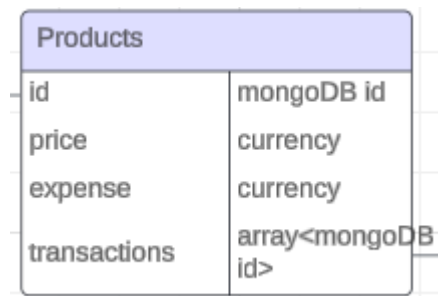 Products
id mongoDB id
price currency
expense currency
transactions array<mongoDB
id>